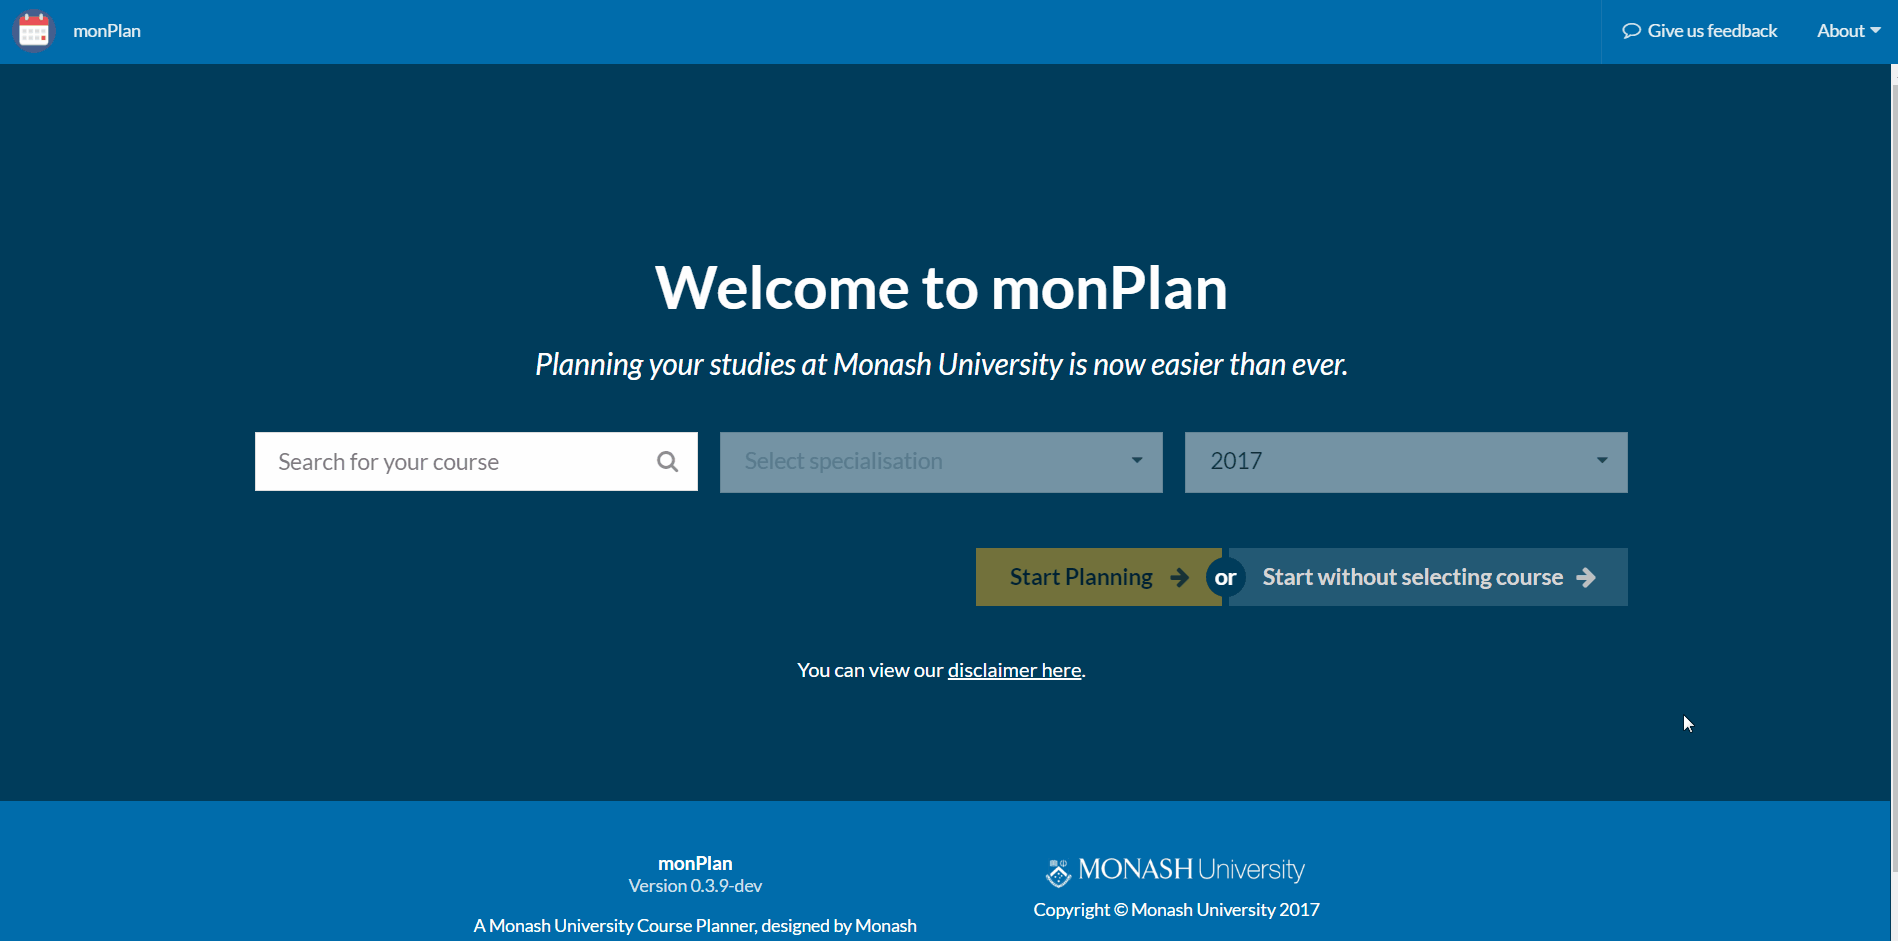 monPlan
Give us feedback
About
Welcome to monPlan
Planning your studies at Monash University is now easier than ever.
Search for your course
Select specialisation
2017
Start Planning
or
Start without selecting course
You can view our disclaimer here.
monPlan
Version 0.3.9-dev
A Monash University Course Planner, designed by Monash
MONASH University
Copyright © Monash University 2017